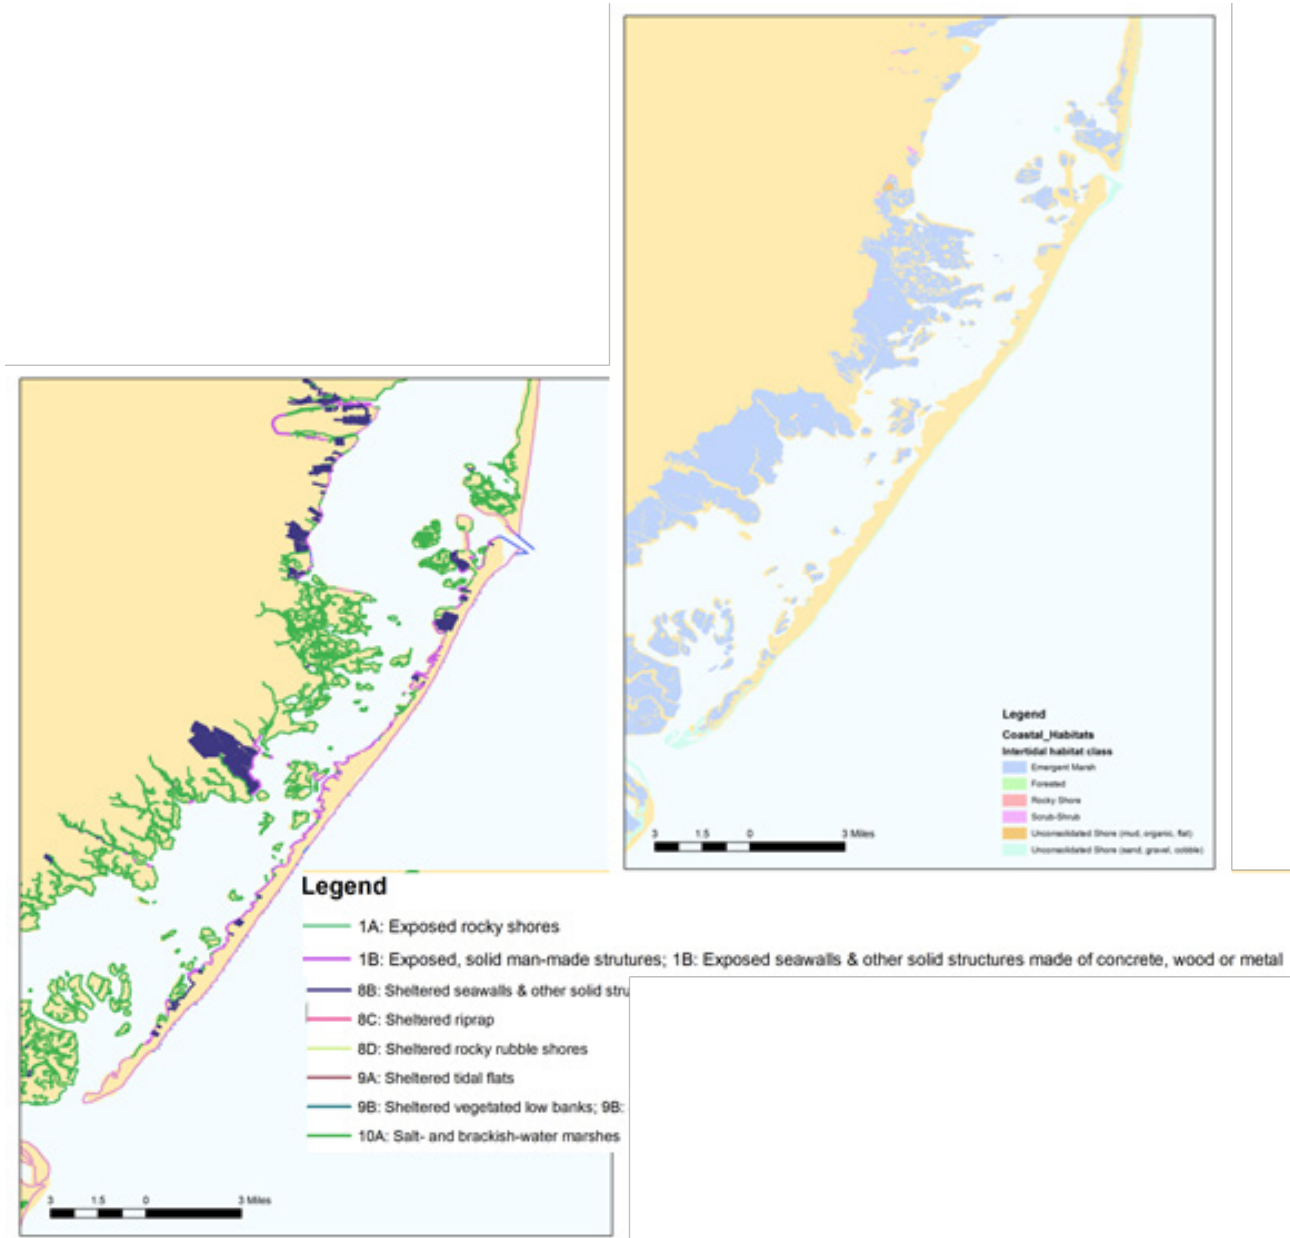 Legend
Coastal_Habitats
Intertidal habitat class
Emergent Marsh
Forested
Rocky Shore
Scrub-Shrub
Unconsolidated Shore (mud, organic, flat)
Unconsolidated Shore (sand, gravel, cobble)
3 1.5 0 3 Miles
Legend
1A: Exposed rocky shores
1B: Exposed, solid man-made strutures; 1B: Exposed seawalls & other solid structures made of concrete, wood or metal
8B: Sheltered seawalls & other solid stru
8C: Sheltered riprap
8D: Sheltered rocky rubble shores
9A: Sheltered tidal flats
9B: Sheltered vegetated low banks; 9B:
10A: Salt- and brackish-water marshes
3 1.5 0 3 Miles